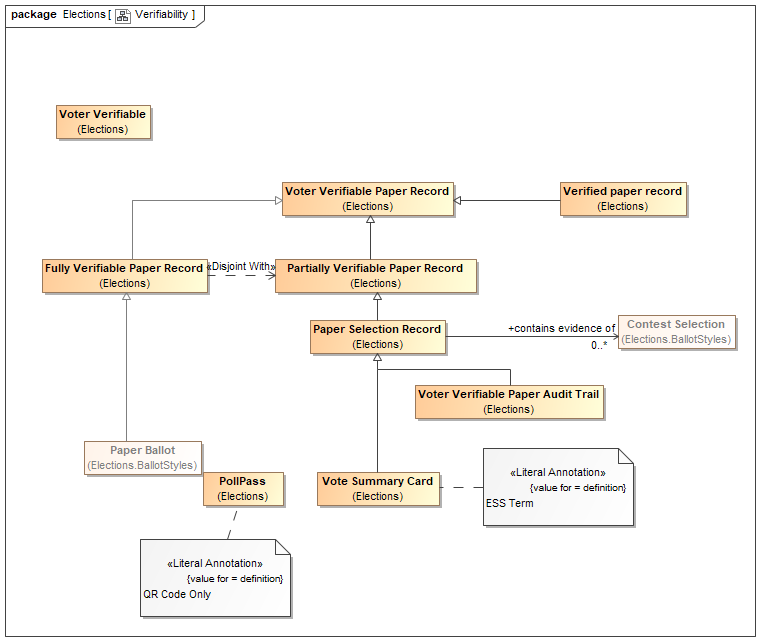 package Elections [ Verifiability ]
Voter Verifiable
(Elections)
Voter Verifiable Paper Record
(Elections)
Verified paper record
(Elections)
Fully Verifiable Paper Record
(Elections)
«Disjoint With»
Partially Verifiable Paper Record
(Elections)
Paper Selection Record
(Elections)
+contains evidence of
0..*
Contest Selection
(Elections.BallotStyles)
Voter Verifiable Paper Audit Trail
(Elections)
Paper Ballot
(Elections.BallotStyles)
PollPass
(Elections)
Vote Summary Card
(Elections)
«Literal Annotation»
{value for = definition}
ESS Term
«Literal Annotation»
{value for = definition}
QR Code Only